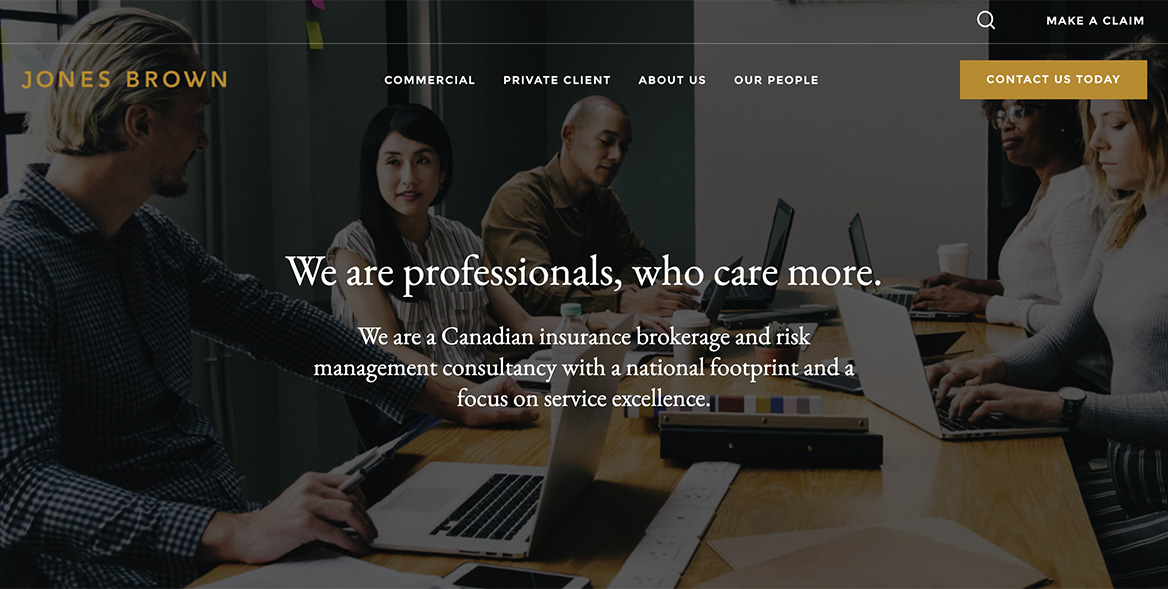 MAKE A CLAIM
JONES BROWN
COMMERCIAL PRIVATE CLIENT ABOUT US OUR PEOPLE
CONTACT US TODAY
We are professionals, who care more.
We are a Canadian insurance brokerage and risk
management consultancy with a national footprint and a
focus on service excellence.